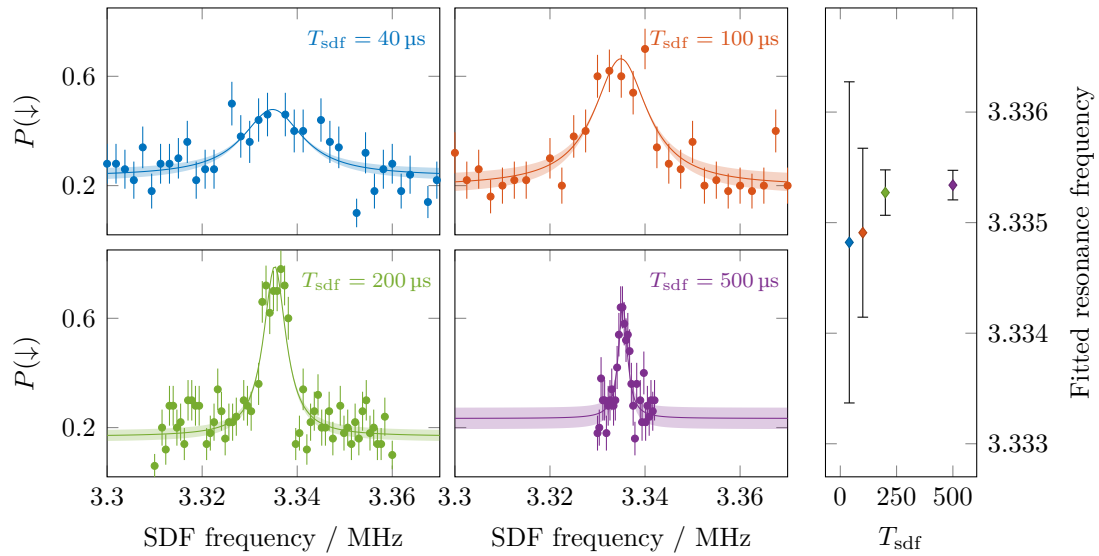 T_sdf = 40 µs
T_sdf = 100 µs
0.6
0.2
P(↓)
T_sdf = 200 µs
T_sdf = 500 µs
0.6
0.2
P(↓)
3.3
3.32
3.34
3.3
3.32
3.34
3.36
SDF frequency / MHz
SDF frequency / MHz
3.336
3.335
3.334
3.333
Fitted resonance frequency
0
250
500
T_sdf